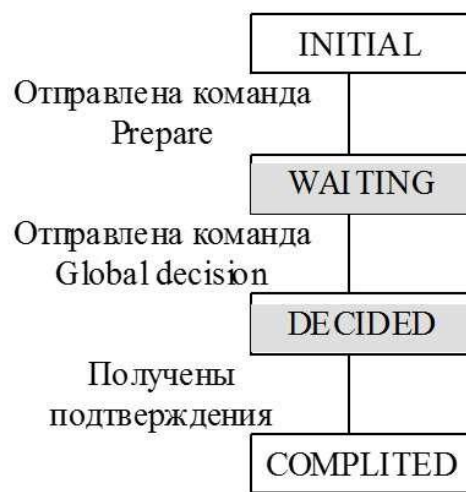 INITIAL
Отправлена команда
Prepare
WAITING
Отправлена команда
Global decision
DECIDED
Получены
подтверждения
COMPLITED